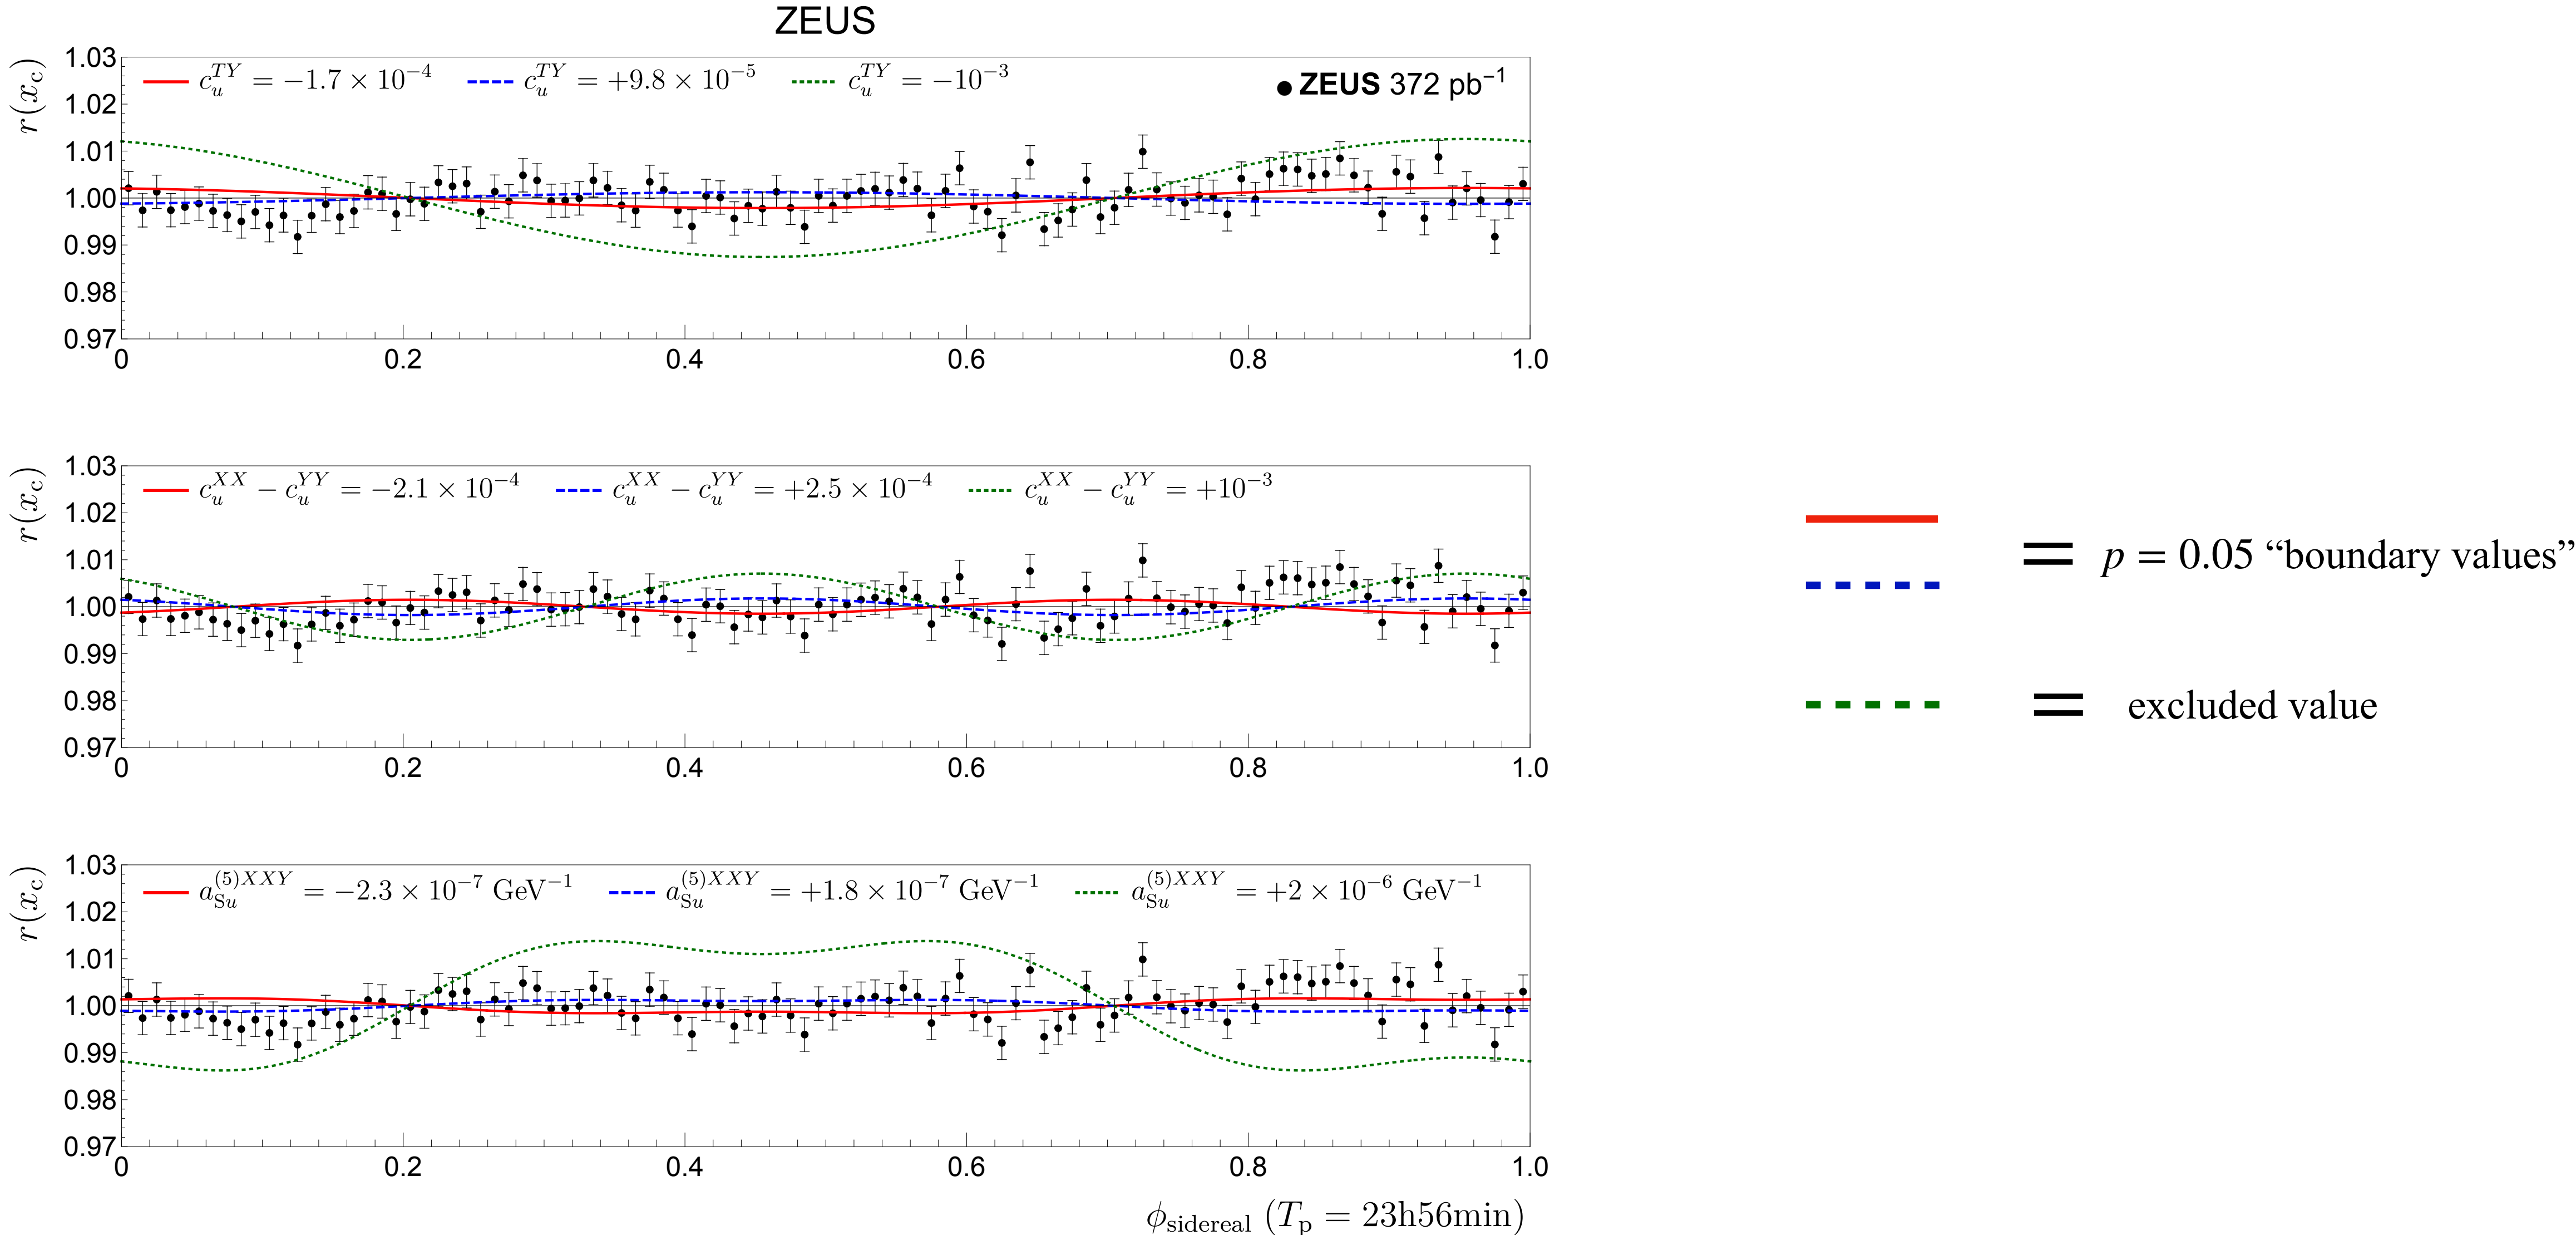 ZEUS
r(x_c)
1.03
1.02
1.01
1.00
0.99
0.98
0.97
c_u^{TY} = −1.7 × 10^{−4} c_u^{TY} = +9.8 × 10^{−5} c_u^{TY} = −10^{−3}
● ZEUS 372 pb^{−1}
0 0.2 0.4 0.6 0.8 1.0
r(x_c)
1.03
1.02
1.01
1.00
0.99
0.98
0.97
c_u^{XX} − c_u^{YY} = −2.1 × 10^{−4} c_u^{XX} − c_u^{YY} = +2.5 × 10^{−4} c_u^{XX} − c_u^{YY} = +10^{−3}
0 0.2 0.4 0.6 0.8 1.0
r(x_c)
1.03
1.02
1.01
1.00
0.99
0.98
0.97
a_{Su}^{(5)XXY} = −2.3 × 10^{−7} GeV^{−1} a_{Su}^{(5)XXY} = +1.8 × 10^{−7} GeV^{−1} a_{Su}^{(5)XXY} = +2 × 10^{−6} GeV^{−1}
0 0.2 0.4 0.6 0.8 1.0
ϕ_{sidereal} (T_p = 23h56min)
= p = 0.05 “boundary values”
= excluded value